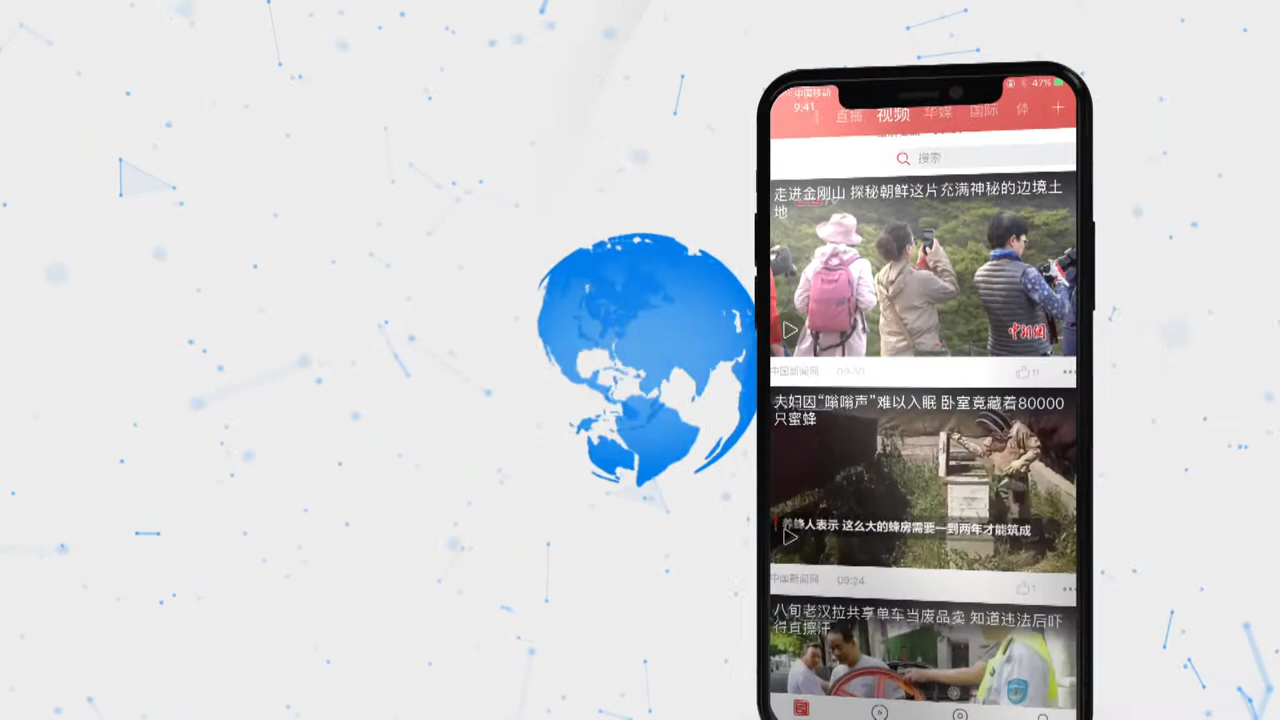 中国移动
47%
9:41
直播 视频 华媒 国际 体 +
搜索
走进金刚山 探秘朝鲜这片充满神秘的边境土
地
中新网
中国新闻网 09:30 11
夫妇因“嗡嗡声”难以入眠 卧室竟藏着80000
只蜜蜂
养蜂人表示 这么大的蜂房需要一到两年才能筑成
中国新闻网 09:24 1
八旬老汉拉共享单车当废品卖 知道违法后吓
得直擦汗